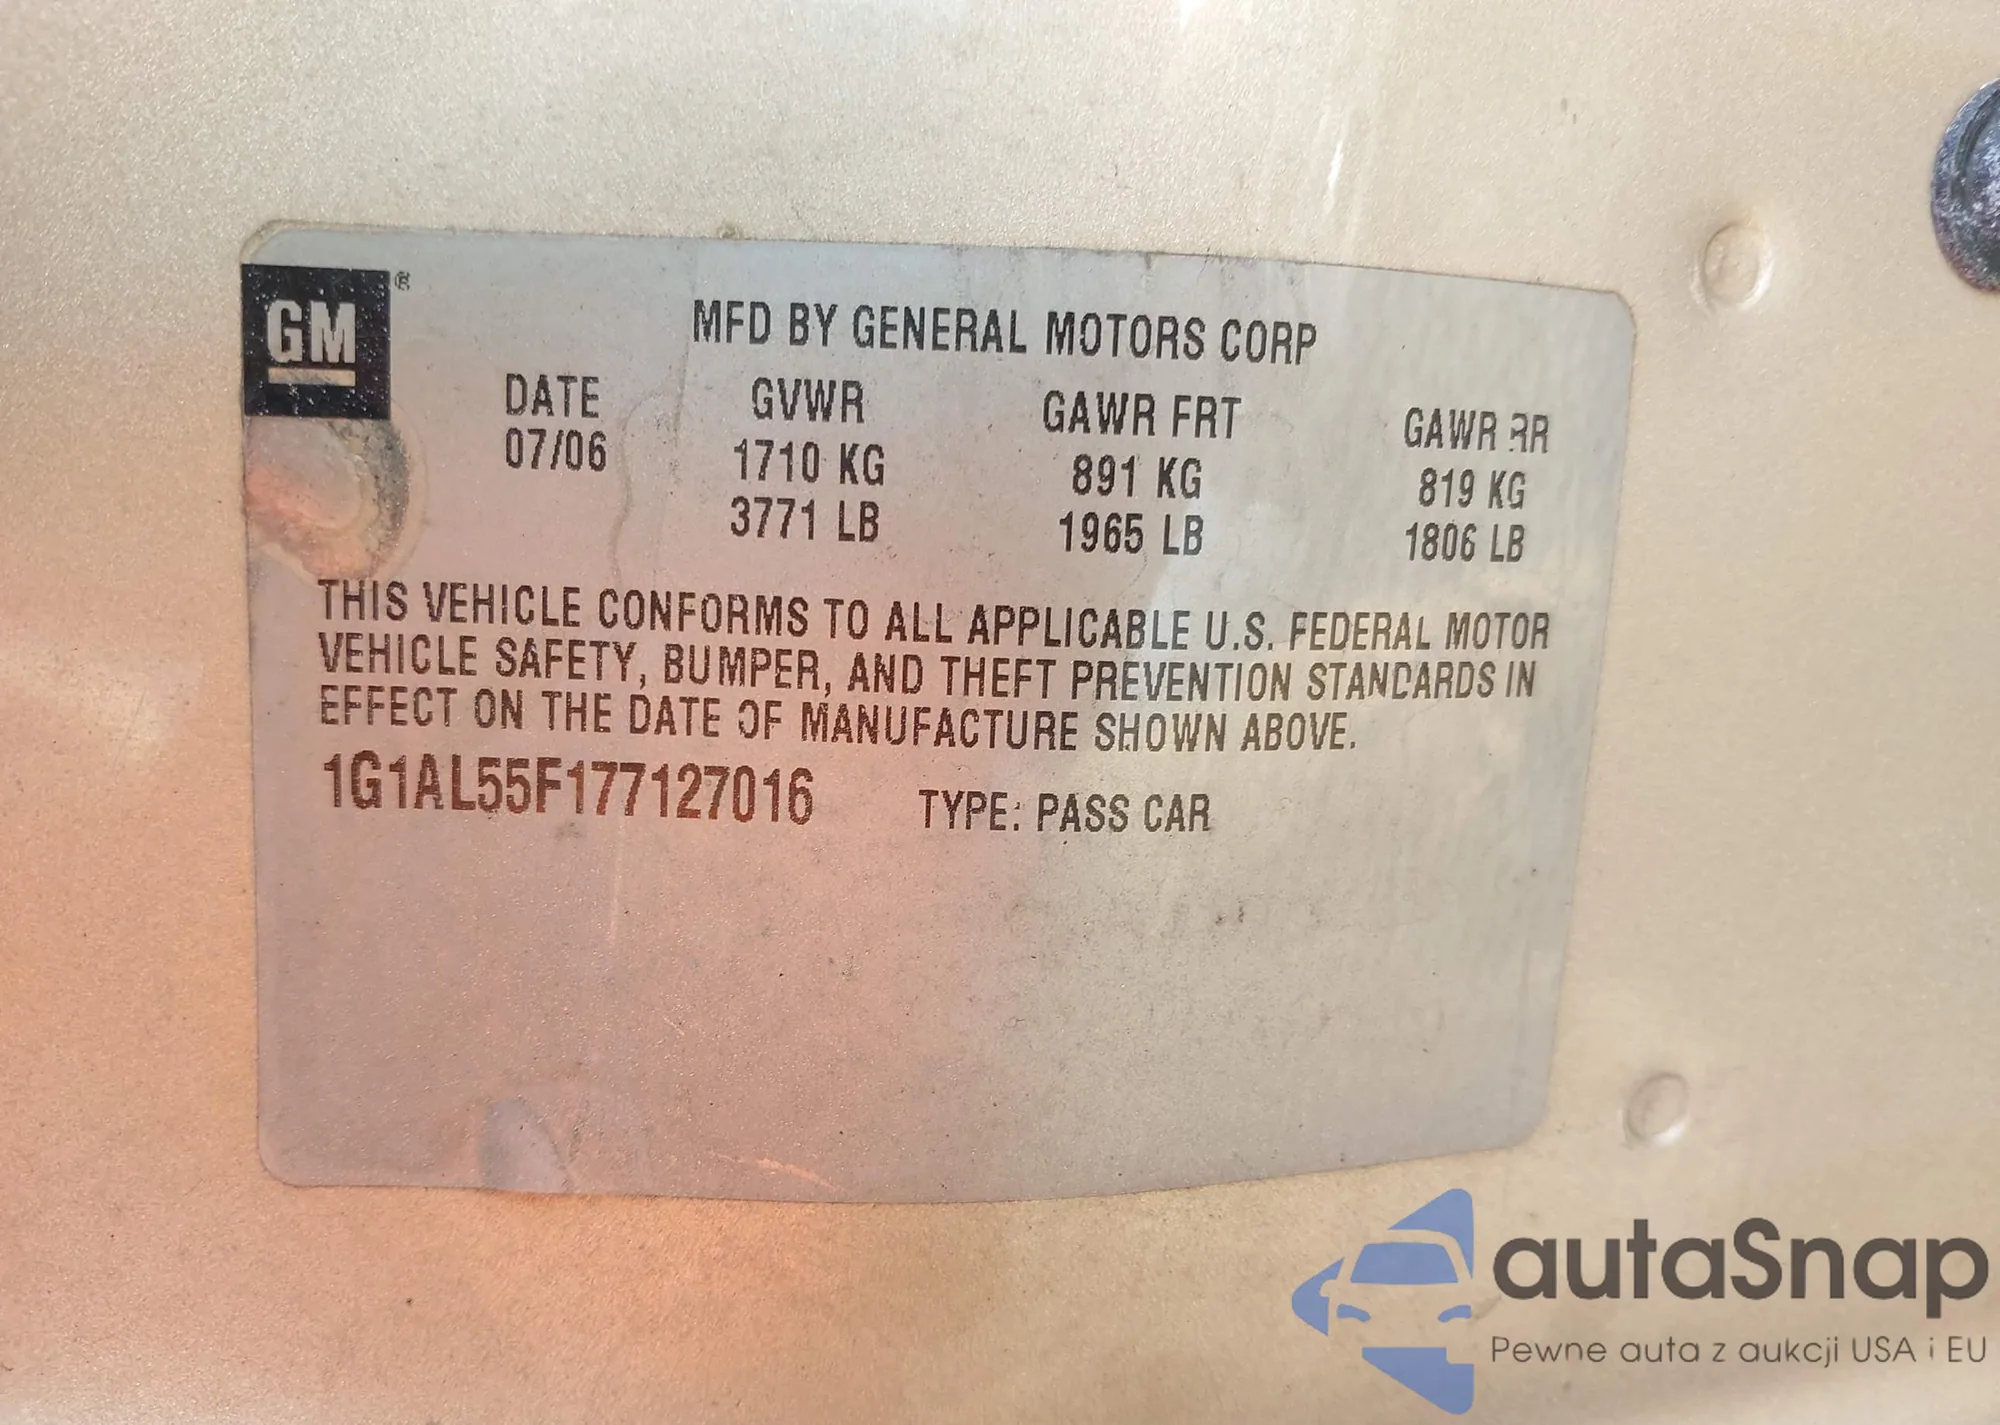 GM ®
MFD BY GENERAL MOTORS CORP
DATE GVWR GAWR FRT GAWR RR
07/06 1710 KG 891 KG 819 KG
3771 LB 1965 LB 1806 LB
THIS VEHICLE CONFORMS TO ALL APPLICABLE U.S. FEDERAL MOTOR
VEHICLE SAFETY, BUMPER, AND THEFT PREVENTION STANDARDS IN
EFFECT ON THE DATE OF MANUFACTURE SHOWN ABOVE.
1G1AL55F177127016 TYPE: PASS CAR
autaSnap
Pewne auta z aukcji USA i EU